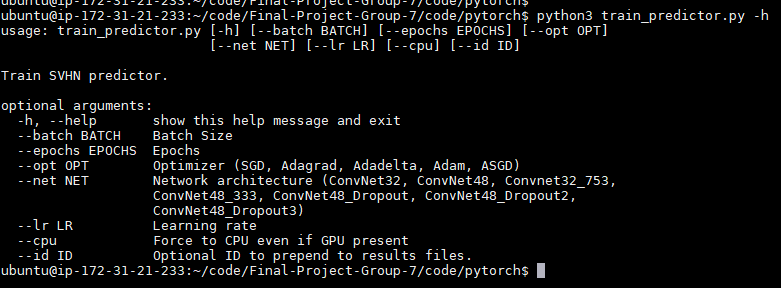 ubuntu@ip-172-31-21-233:~/code/Final-Project-Group-7/code/pytorch$
ubuntu@ip-172-31-21-233:~/code/Final-Project-Group-7/code/pytorch$ python3 train_predictor.py -h
usage: train_predictor.py [-h] [--batch BATCH] [--epochs EPOCHS] [--opt OPT]
                          [--net NET] [--lr LR] [--cpu] [--id ID]

Train SVHN predictor.

optional arguments:
  -h, --help       show this help message and exit
  --batch BATCH    Batch Size
  --epochs EPOCHS  Epochs
  --opt OPT        Optimizer (SGD, Adagrad, Adadelta, Adam, ASGD)
  --net NET        Network architecture (ConvNet32, ConvNet48, Convnet32_753,
                   ConvNet48_333, ConvNet48_Dropout, ConvNet48_Dropout2,
                   ConvNet48_Dropout3)
  --lr LR          Learning rate
  --cpu            Force to CPU even if GPU present
  --id ID          Optional ID to prepend to results files.
ubuntu@ip-172-31-21-233:~/code/Final-Project-Group-7/code/pytorch$